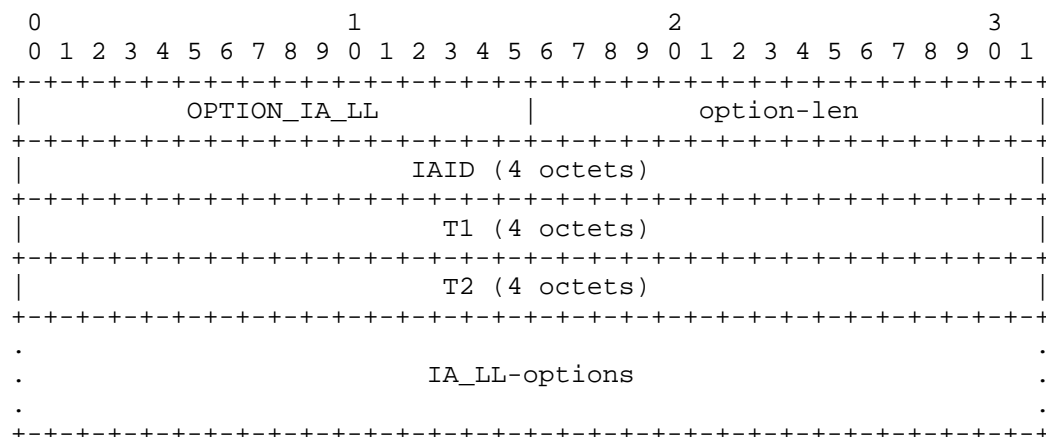 0                   1                   2                   3
 0 1 2 3 4 5 6 7 8 9 0 1 2 3 4 5 6 7 8 9 0 1 2 3 4 5 6 7 8 9 0 1
+-+-+-+-+-+-+-+-+-+-+-+-+-+-+-+-+-+-+-+-+-+-+-+-+-+-+-+-+-+-+-+-+
|          OPTION_IA_LL         |          option-len           |
+-+-+-+-+-+-+-+-+-+-+-+-+-+-+-+-+-+-+-+-+-+-+-+-+-+-+-+-+-+-+-+-+
|                        IAID (4 octets)                        |
+-+-+-+-+-+-+-+-+-+-+-+-+-+-+-+-+-+-+-+-+-+-+-+-+-+-+-+-+-+-+-+-+
|                          T1 (4 octets)                        |
+-+-+-+-+-+-+-+-+-+-+-+-+-+-+-+-+-+-+-+-+-+-+-+-+-+-+-+-+-+-+-+-+
|                          T2 (4 octets)                        |
+-+-+-+-+-+-+-+-+-+-+-+-+-+-+-+-+-+-+-+-+-+-+-+-+-+-+-+-+-+-+-+-+
.                                                               .
.                         IA_LL-options                         .
.                                                               .
+-+-+-+-+-+-+-+-+-+-+-+-+-+-+-+-+-+-+-+-+-+-+-+-+-+-+-+-+-+-+-+-+